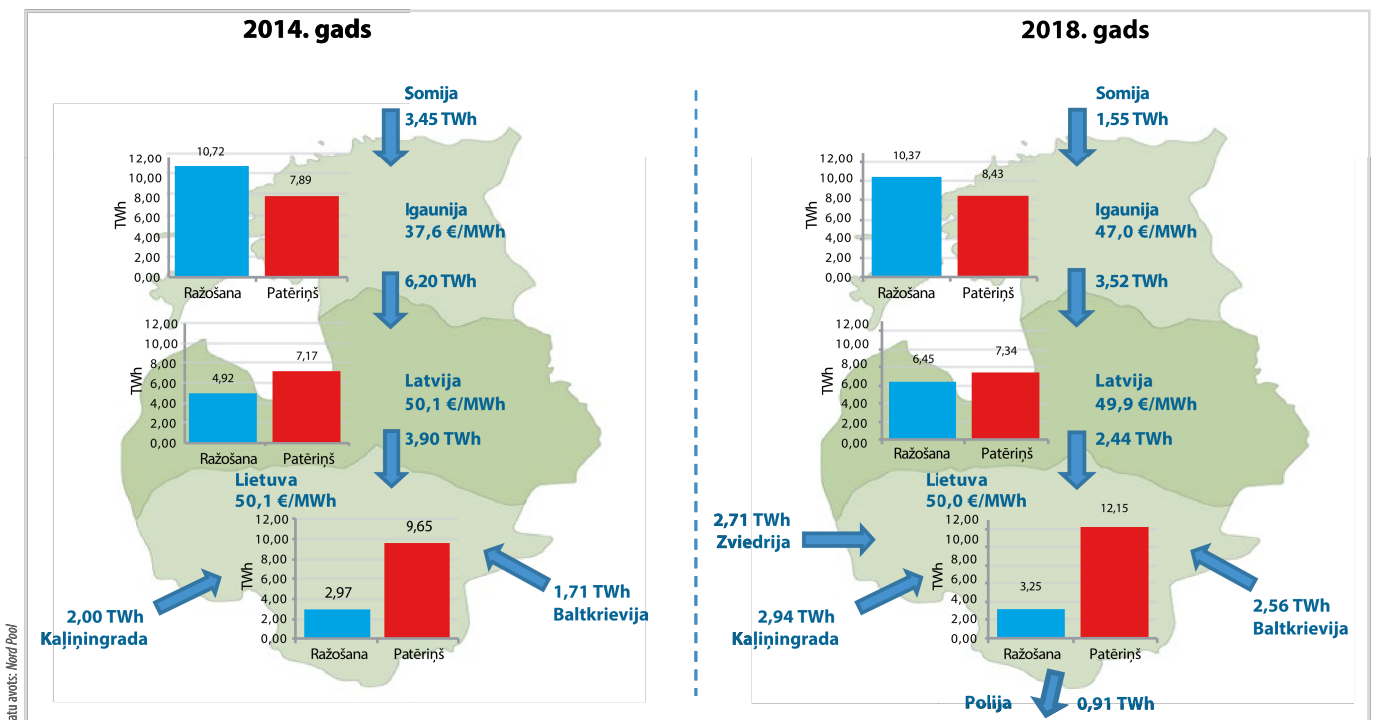 2014. gads
Somija
3,45 TWh
TWh
12,00
10,00
8,00
6,00
4,00
2,00
0,00
10,72
7,89
Ražošana
Patēriņš
Igaunija
37,6 €/MWh
6,20 TWh
TWh
12,00
10,00
8,00
6,00
4,00
2,00
0,00
4,92
7,17
Ražošana
Patēriņš
Latvija
50,1 €/MWh
3,90 TWh
Lietuva
50,1 €/MWh
TWh
12,00
10,00
8,00
6,00
4,00
2,00
0,00
2,97
9,65
Ražošana
Patēriņš
2,00 TWh
Kaļiņingrada
1,71 TWh
Baltkrievija
2018. gads
Somija
1,55 TWh
TWh
12,00
10,00
8,00
6,00
4,00
2,00
0,00
10,37
8,43
Ražošana
Patēriņš
Igaunija
47,0 €/MWh
3,52 TWh
TWh
12,00
10,00
8,00
6,00
4,00
2,00
0,00
6,45
7,34
Ražošana
Patēriņš
Latvija
49,9 €/MWh
2,44 TWh
Lietuva
50,0 €/MWh
TWh
12,00
10,00
8,00
6,00
4,00
2,00
0,00
3,25
12,15
Ražošana
Patēriņš
2,71 TWh
Zviedrija
2,94 TWh
Kaļiņingrada
2,56 TWh
Baltkrievija
Polija
0,91 TWh
avots: Nord Pool